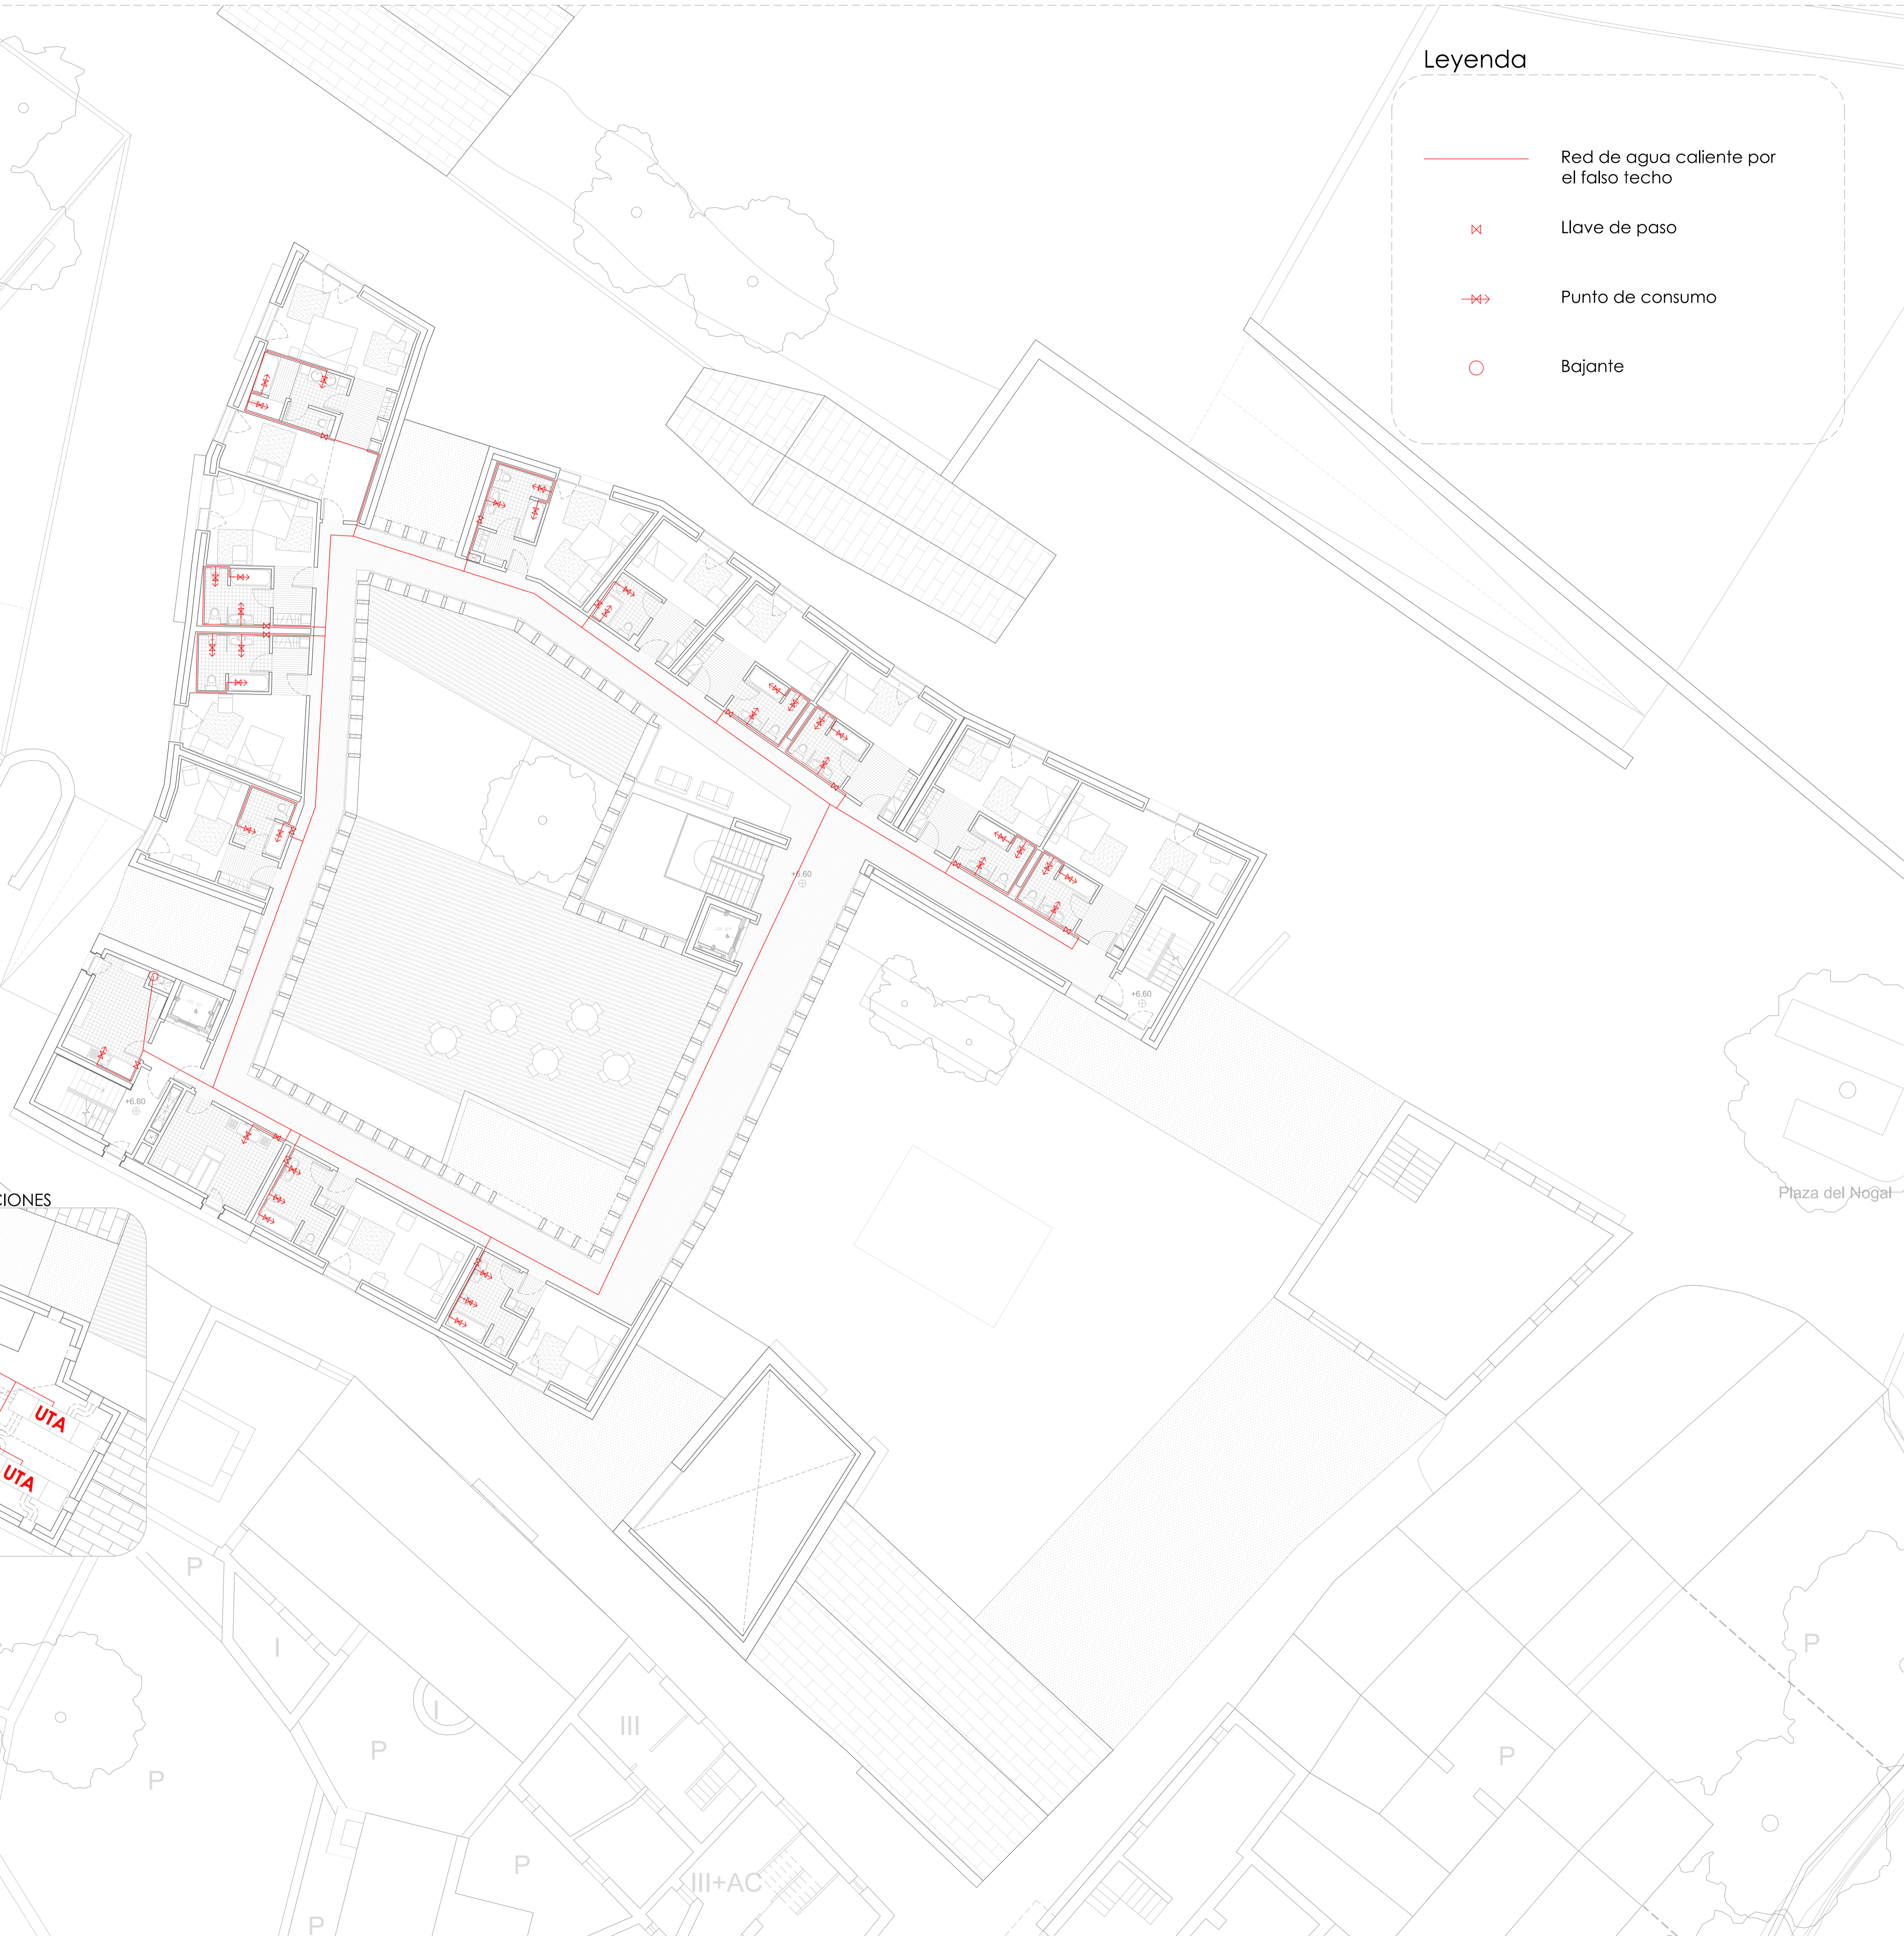 Leyenda
Red de agua caliente por
el falso techo
Llave de paso
Punto de consumo
Bajante
+6.60
+6.60
+6.60
Plaza del Nogal
CIONES
UTA
UTA
P
I
P
I
III
P
P
P
P
III+AC
P